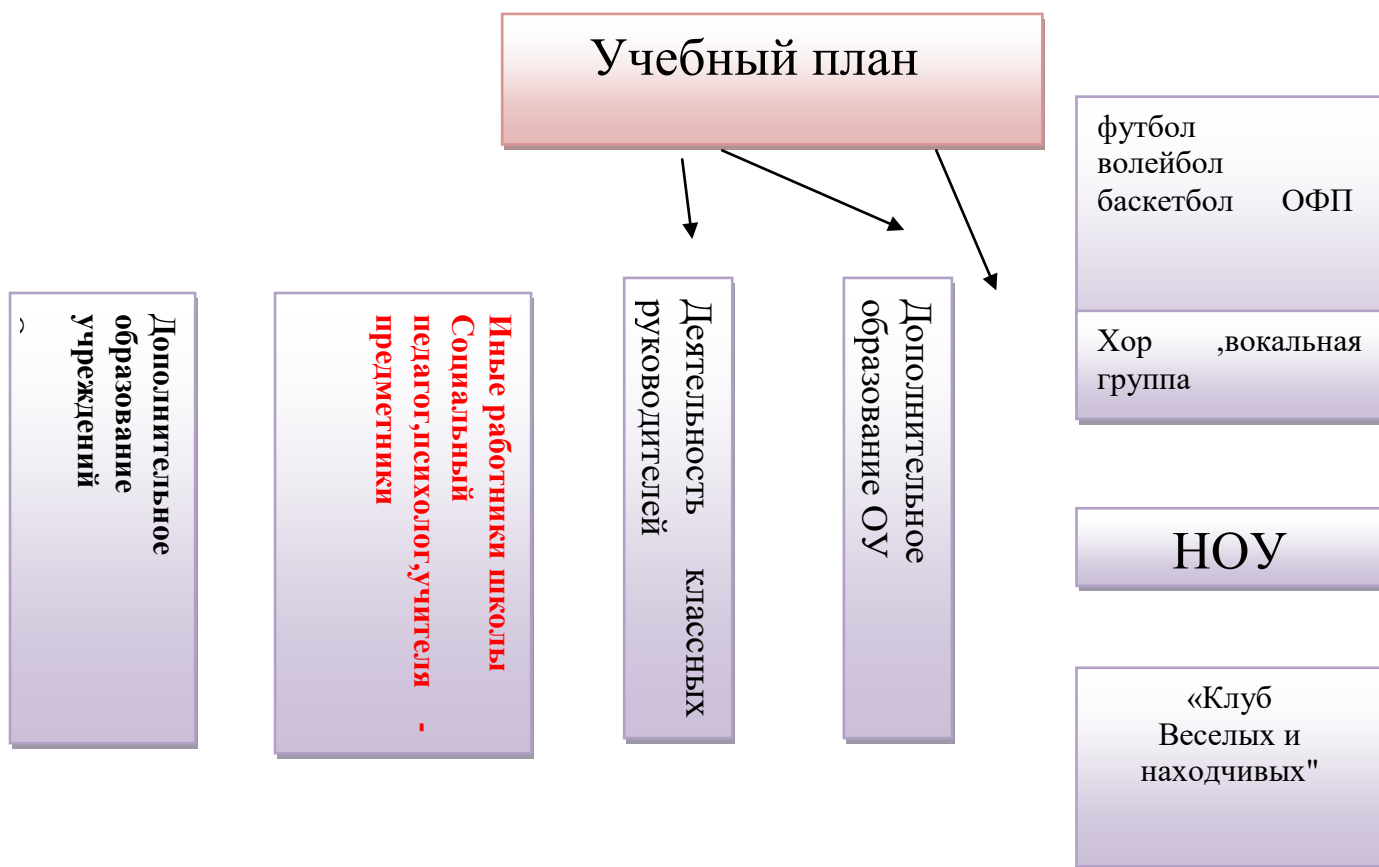 Учебный план
футбол
волейбол
баскетбол ОФП
Хор ,вокальная
группа
НОУ
«Клуб
Веселых и
находчивых"
Дополнительное
образование
учреждений
Иные работники школы
Социальный
педагог,психолог,учителя -
предметники
Деятельность классных
руководителей
Дополнительное
образование ОУ